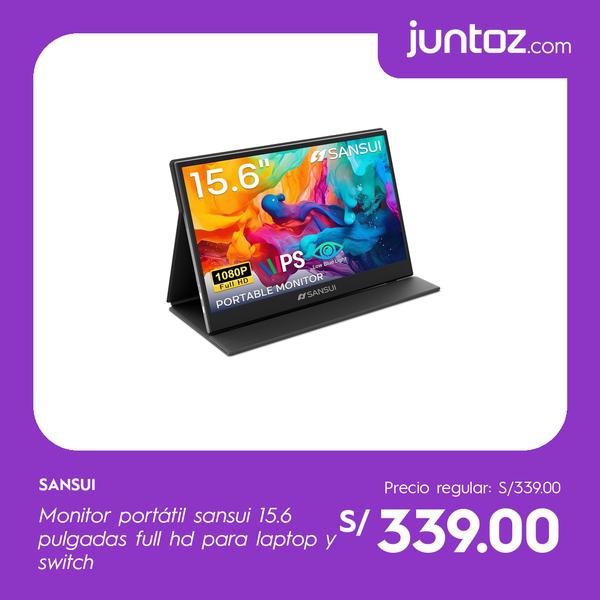 juntoz.com
15.6"
SANSUI
1080P
Full HD
IPS
Low Blue Light
PORTABLE MONITOR
SANSUI
SANSUI
Precio regular: S/339.00
Monitor portátil sansui 15.6
pulgadas full hd para laptop y
switch
S/ 339.00